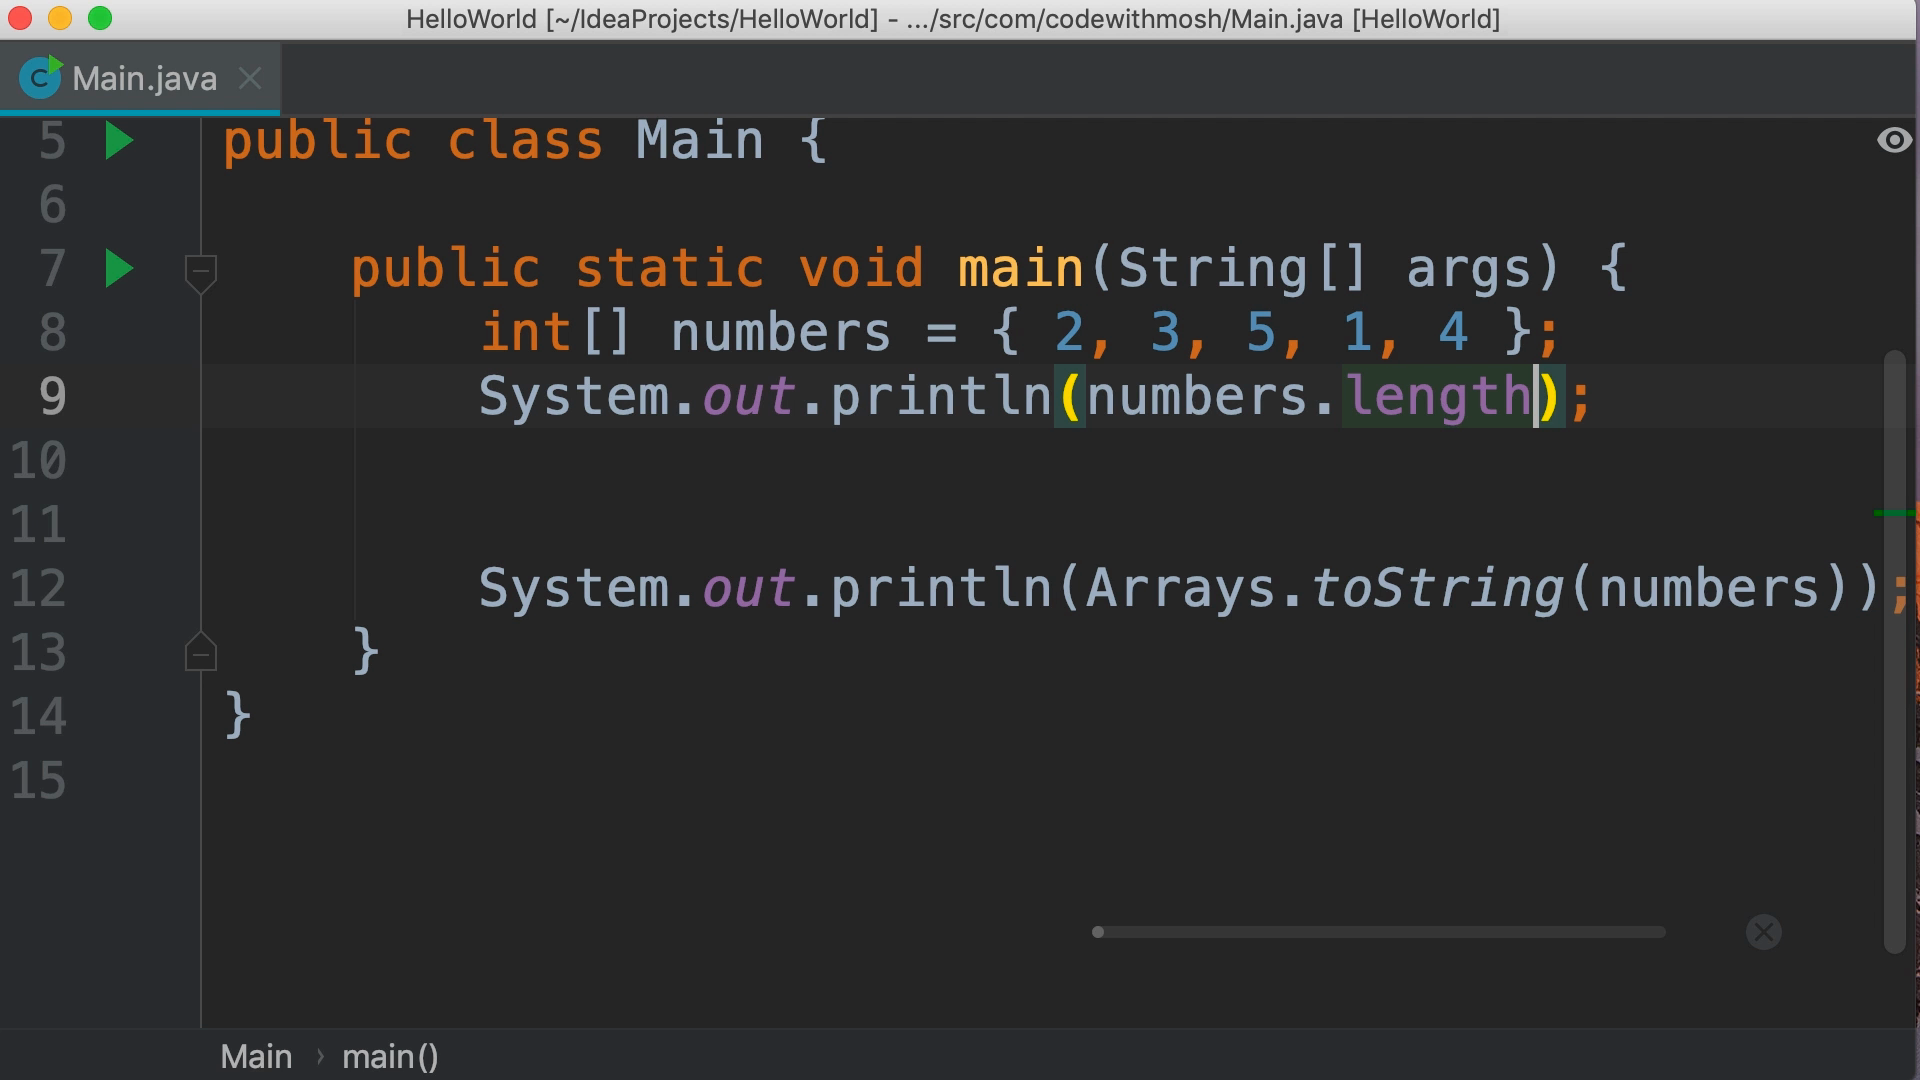 HelloWorld [~/IdeaProjects/HelloWorld] - .../src/com/codewithmosh/Main.java [HelloWorld]
Main.java
5 public class Main {
6
7 public static void main(String[] args) {
8 int[] numbers = { 2, 3, 5, 1, 4 };
9 System.out.println(numbers.length);
10
11
12 System.out.println(Arrays.toString(numbers));
13 }
14 }
15
Main › main()